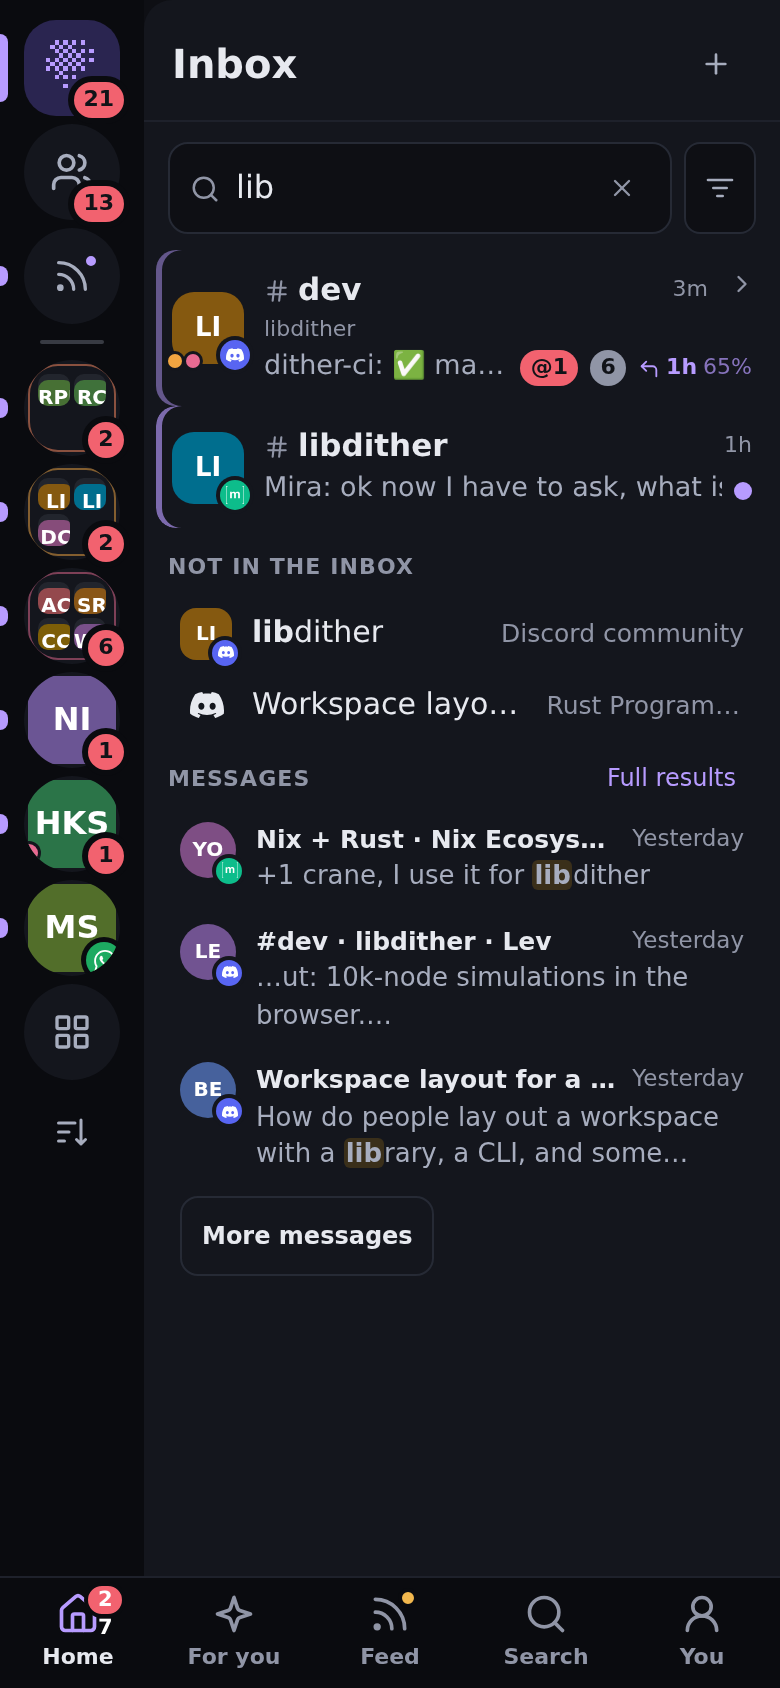 21
13
RP RC
2
LI LI
DC
2
AC SR
CC
6
NI
1
HKS
1
MS
Inbox
lib
LI
# dev
3m
libdither
dither-ci: ✅ ma…
@1
6
1h 65%
LI
m
# libdither
1h
Mira: ok now I have to ask, what is
NOT IN THE INBOX
LI
libdither
Discord community
Workspace layo…
Rust Program…
MESSAGES
Full results
YO
m
Nix + Rust · Nix Ecosys…
Yesterday
+1 crane, I use it for libdither
LE
#dev · libdither · Lev
Yesterday
…ut: 10k-node simulations in the
browser.…
BE
Workspace layout for a …
Yesterday
How do people lay out a workspace
with a library, a CLI, and some…
More messages
2
7
Home
For you
Feed
Search
You